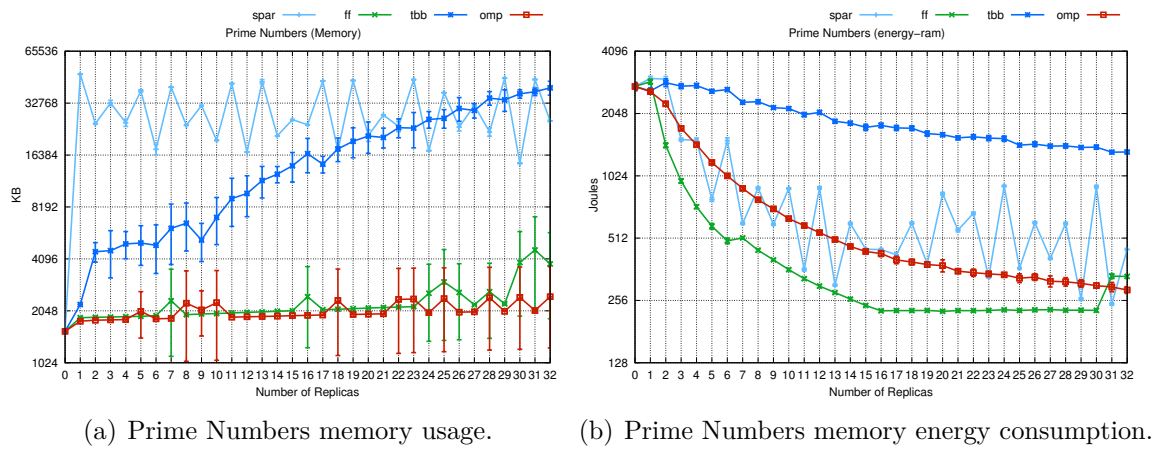 spar ff tbb omp
Prime Numbers (Memory)
65536
32768
16384
8192
4096
2048
1024
KB
0 1 2 3 4 5 6 7 8 9 10 11 12 13 14 15 16 17 18 19 20 21 22 23 24 25 26 27 28 29 30 31 32
Number of Replicas
(a) Prime Numbers memory usage.
spar ff tbb omp
Prime Numbers (energy-ram)
4096
2048
1024
512
256
128
Joules
0 1 2 3 4 5 6 7 8 9 10 11 12 13 14 15 16 17 18 19 20 21 22 23 24 25 26 27 28 29 30 31 32
Number of Replicas
(b) Prime Numbers memory energy consumption.